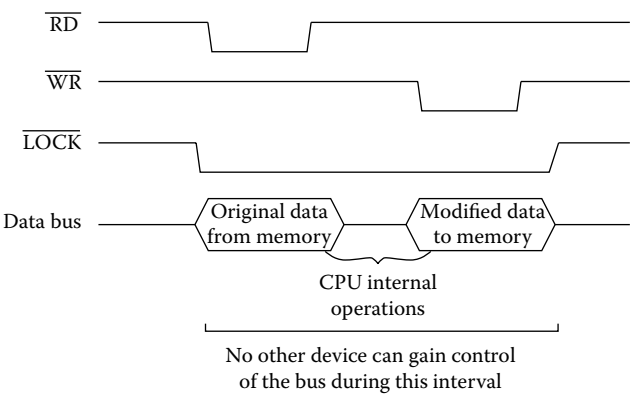 RD
WR
LOCK
Data bus
Original data
from memory
Modified data
to memory
CPU internal
operations
No other device can gain control
of the bus during this interval